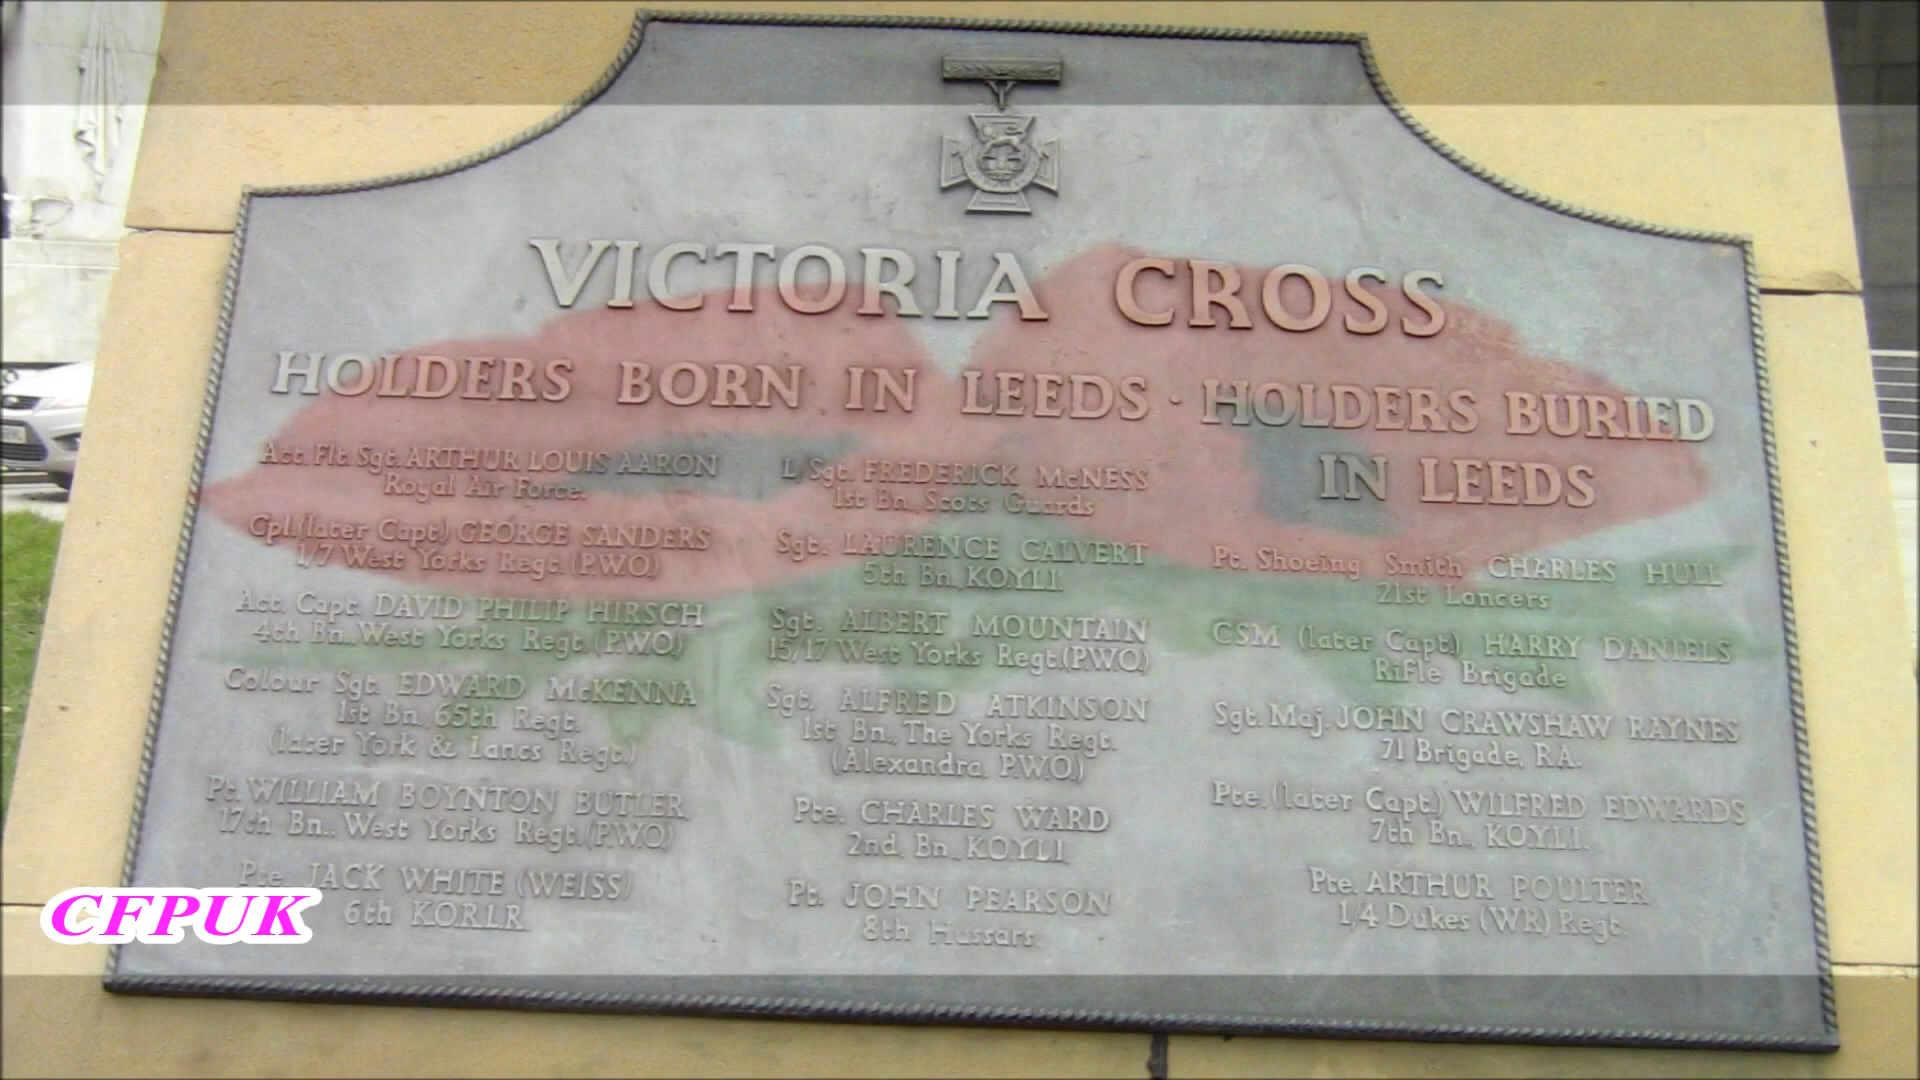 VICTORIA CROSS
HOLDERS BORN IN LEEDS · HOLDERS BURIED
IN LEEDS
Act. Flt. Sgt. ARTHUR LOUIS AARON
Royal Air Force.
Cpl. (later Capt.) GEORGE SANDERS
1/7 West Yorks Regt. (P.W.O.)
Act. Capt. DAVID PHILIP HIRSCH
4th Bn., West Yorks Regt. (P.W.O.)
Colour Sgt. EDWARD McKENNA
1st Bn. 65th Regt.
(later York & Lancs Regt.)
Pt. WILLIAM BOYNTON BUTLER
17th Bn., West Yorks Regt. (P.W.O.)
Pte. JACK WHITE (WEISS)
6th K.O.R.L.R.
L/Sgt. FREDERICK McNESS
1st Bn., Scots Guards
Sgt. LAURENCE CALVERT
5th Bn., K.O.Y.L.I.
Sgt. ALBERT MOUNTAIN
15/17 West Yorks Regt. (P.W.O.)
Sgt. ALFRED ATKINSON
1st Bn., The Yorks Regt.
(Alexandra, P.W.O.)
Pte. CHARLES WARD
2nd. Bn., K.O.Y.L.I.
Pt. JOHN PEARSON
8th Hussars.
Pt. Shoeing Smith CHARLES HULL
21st Lancers
CSM (later Capt.) HARRY DANIELS
Rifle Brigade
Sgt. Maj. JOHN CRAWSHAW RAYNES
71 Brigade, R.A.
Pte. (later Capt.) WILFRED EDWARDS
7th Bn., K.O.Y.L.I.
Pte. ARTHUR POULTER
1/4 Dukes (WR) Regt.
CFPUK